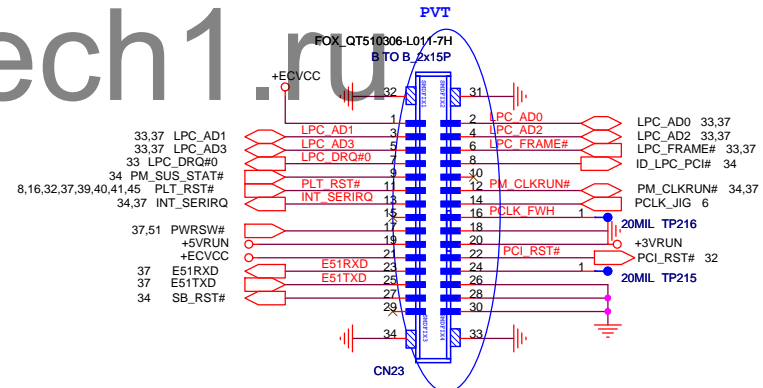 ech1.ru
PVT
FOX_QT510306-L011-7H
B TO B_2x15P
+ECVCC
32 SHDFIX1 SHDFIX2 31
1 2 LPC_AD0 LPC_AD0 33,37
33,37 LPC_AD1 LPC_AD1 3 4 LPC_AD2 LPC_AD2 33,37
33,37 LPC_AD3 LPC_AD3 5 6 LPC_FRAME# LPC_FRAME# 33,37
33 LPC_DRQ#0 LPC_DRQ#0 7 8 ID_LPC_PCI# 34
34 PM_SUS_STAT# 9 10
8,16,32,37,39,40,41,45 PLT_RST# PLT_RST# 11 12 PM_CLKRUN# PM_CLKRUN# 34,37
34,37 INT_SERIRQ INT_SERIRQ 13 14 PCLK_JIG 6
15 16 PCLK_FWH 1 20MIL TP216
37,51 PWRSW# 17 18
+5VRUN 19 20 +3VRUN
+ECVCC 21 22 PCI_RST# PCI_RST# 32
37 E51RXD E51RXD 23 24 1 20MIL TP215
37 E51TXD E51TXD 25 26
34 SB_RST# 27 28
29 30
34 SHDFIX3 SHDFIX4 33
CN23